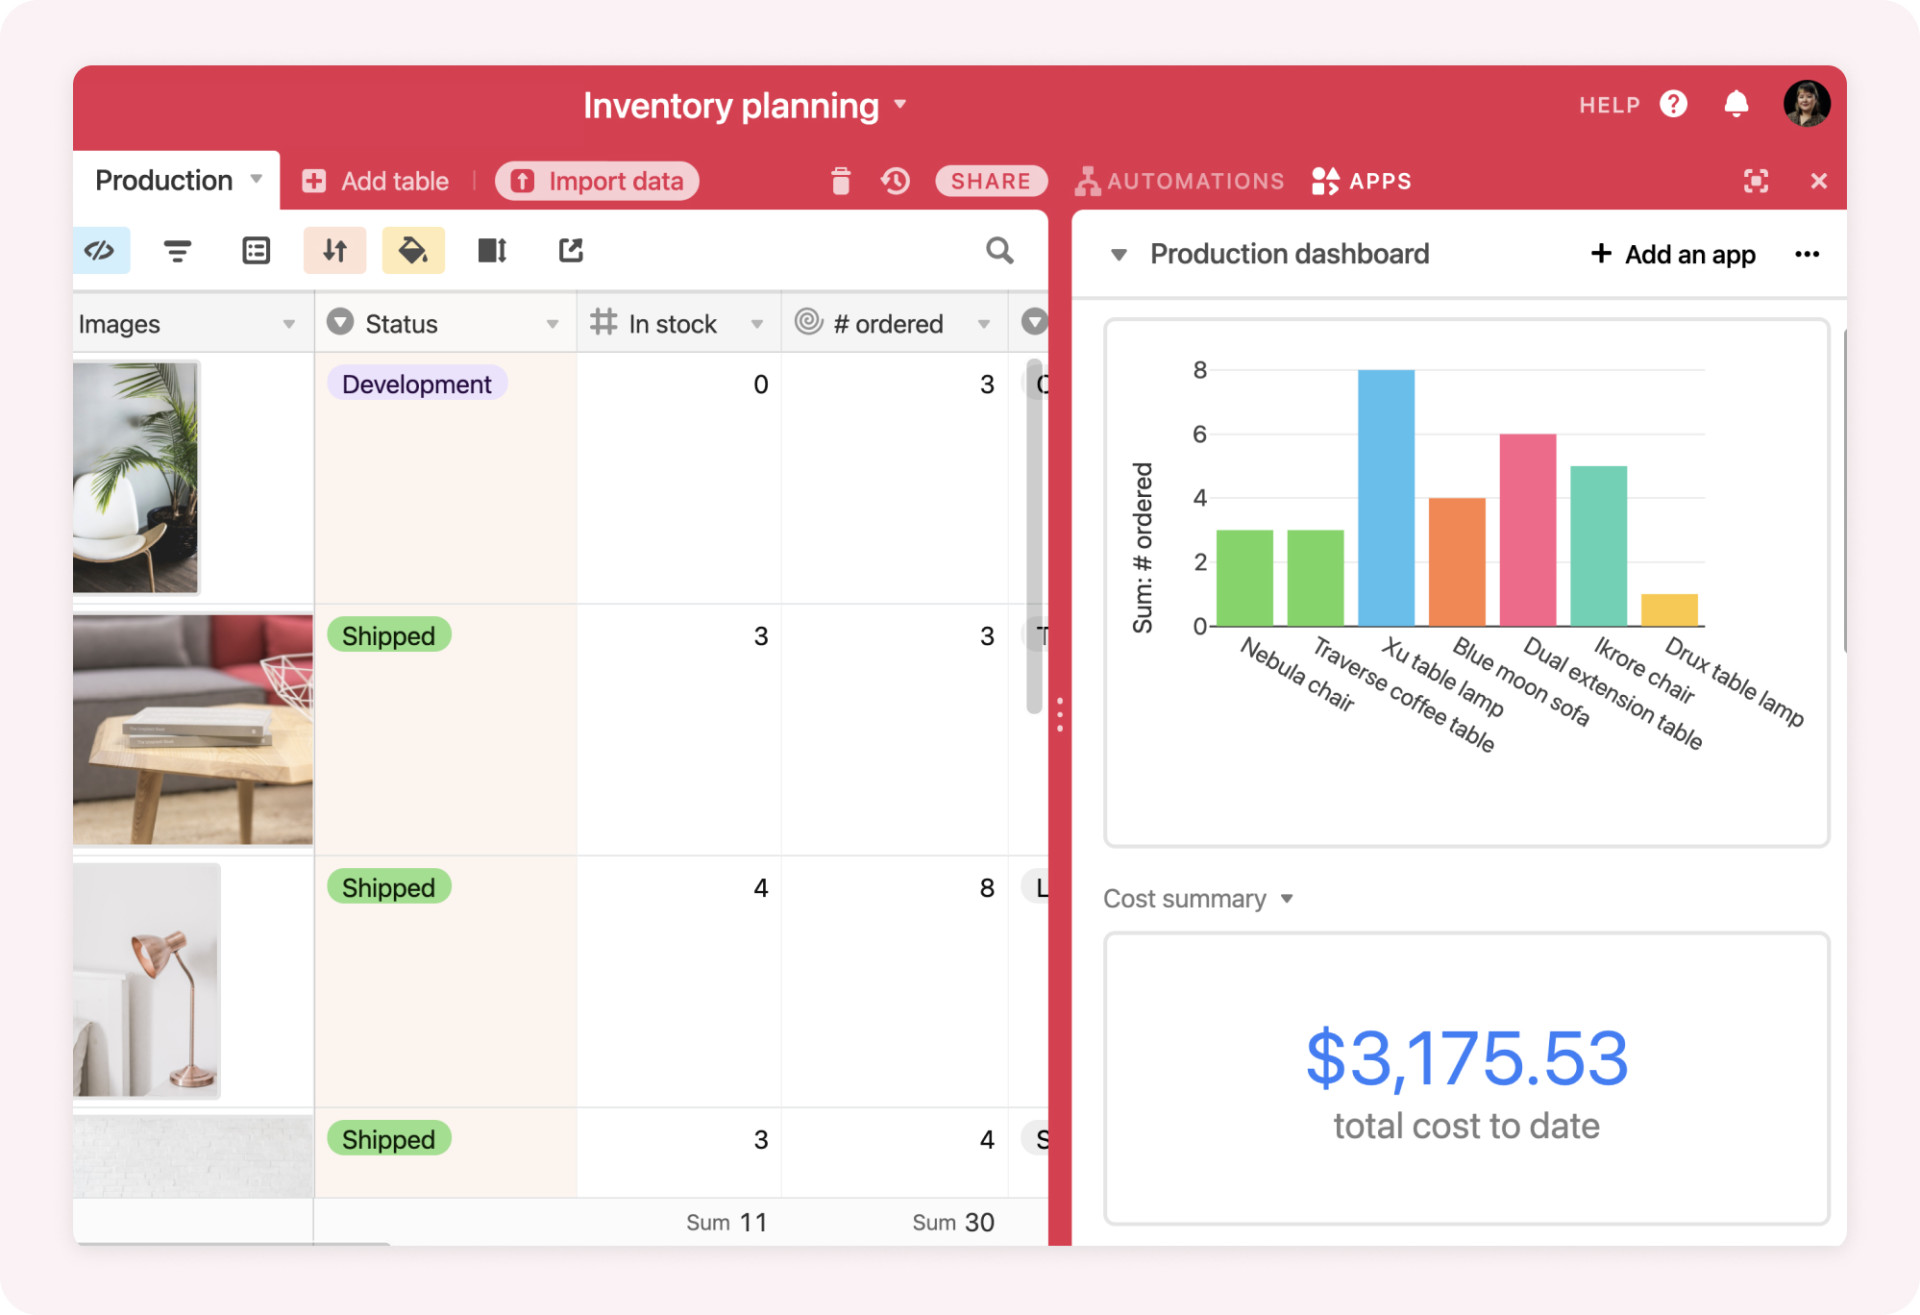 Inventory planning
HELP
Production
Add table
Import data
SHARE
AUTOMATIONS
APPS
Images
Status
In stock
# ordered
Development
0
3
Shipped
3
3
Shipped
4
8
Shipped
3
4
Sum 11
Sum 30
Production dashboard
+ Add an app
8
6
4
2
0
Sum: # ordered
Nebula chair
Traverse coffee table
Xu table lamp
Blue moon sofa
Dual extension table
Ikrore chair
Drux table lamp
Cost summary
$3,175.53
total cost to date